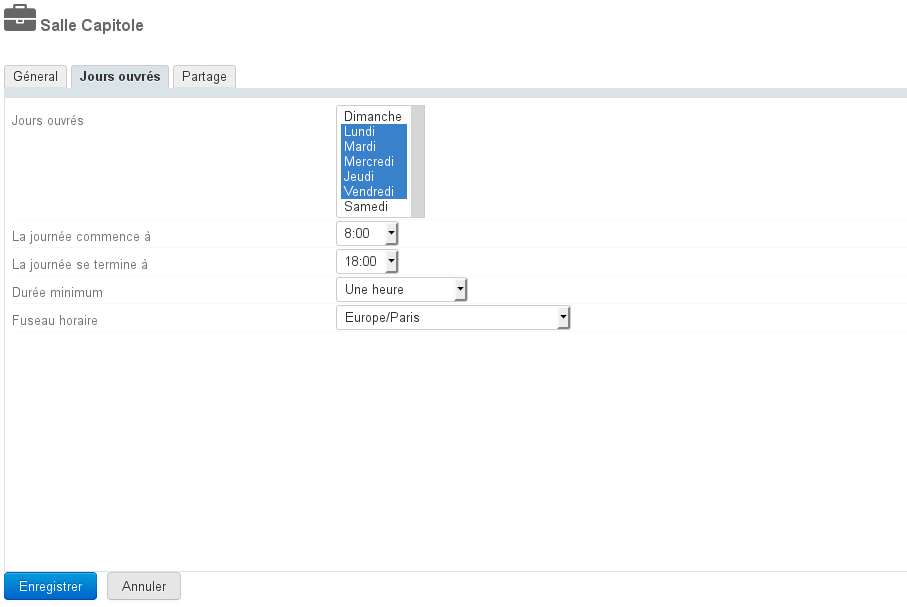 Salle Capitole
Géneral Jours ouvrés Partage
Jours ouvrés
Dimanche
Lundi
Mardi
Mercredi
Jeudi
Vendredi
Samedi
La journée commence à 8:00
La journée se termine à 18:00
Durée minimum Une heure
Fuseau horaire Europe/Paris
Enregistrer Annuler